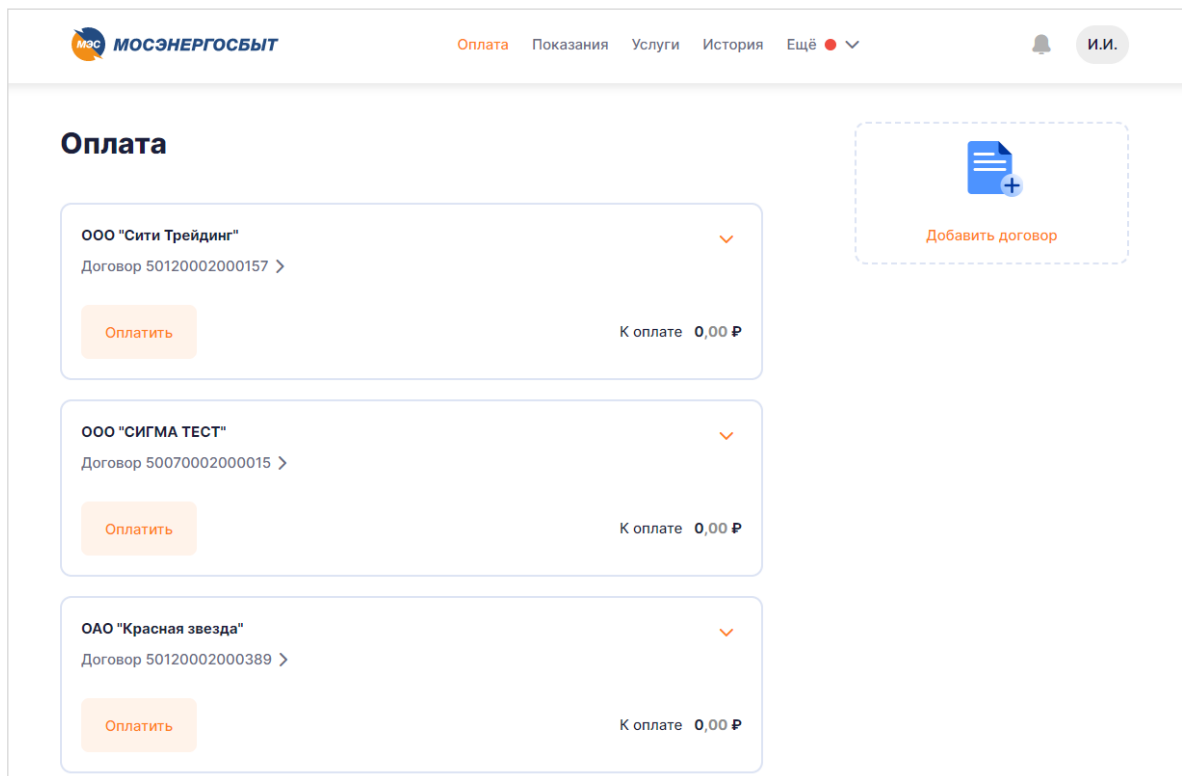 мэс МОСЭНЕРГОСБЫТ Оплата Показания Услуги История Ещё И.И.
Оплата
Добавить договор
ООО "Сити Трейдинг"
Договор 50120002000157
Оплатить К оплате 0,00 ₽
ООО "СИГМА ТЕСТ"
Договор 50070002000015
Оплатить К оплате 0,00 ₽
ОАО "Красная звезда"
Договор 50120002000389
Оплатить К оплате 0,00 ₽